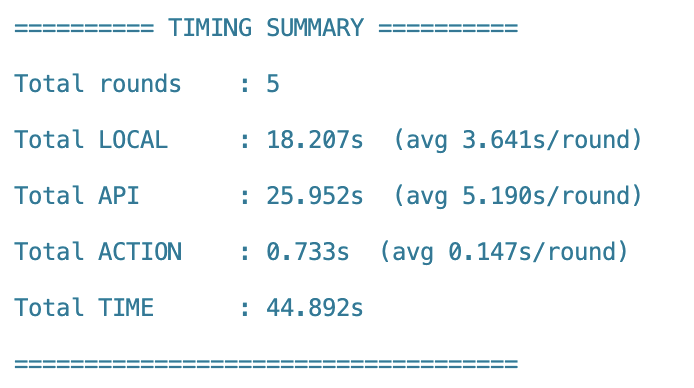 ========== TIMING SUMMARY ==========
Total rounds    : 5
Total LOCAL     : 18.207s  (avg 3.641s/round)
Total API       : 25.952s  (avg 5.190s/round)
Total ACTION    : 0.733s  (avg 0.147s/round)
Total TIME      : 44.892s
====================================